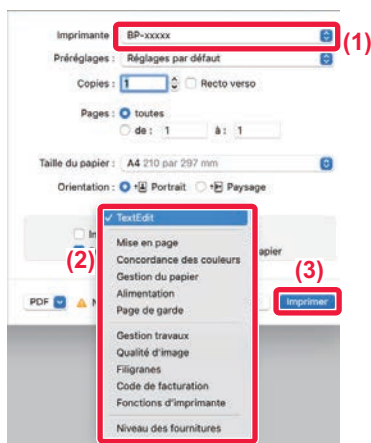 Imprimante BP-xxxxx (1)
Préréglages : Réglages par défaut
Copies : 1 Recto verso
Pages : toutes
de : 1 à : 1
Taille du papier : A4 210 par 297 mm
Orientation : Portrait Paysage
✓ TextEdit
Mise en page
Concordance des couleurs
(2)
Gestion du papier
(3)
Alimentation
Page de garde
PDF Imprimer
Gestion travaux
Qualité d'image
Filigranes
Code de facturation
Fonctions d'imprimante
Niveau des fournitures